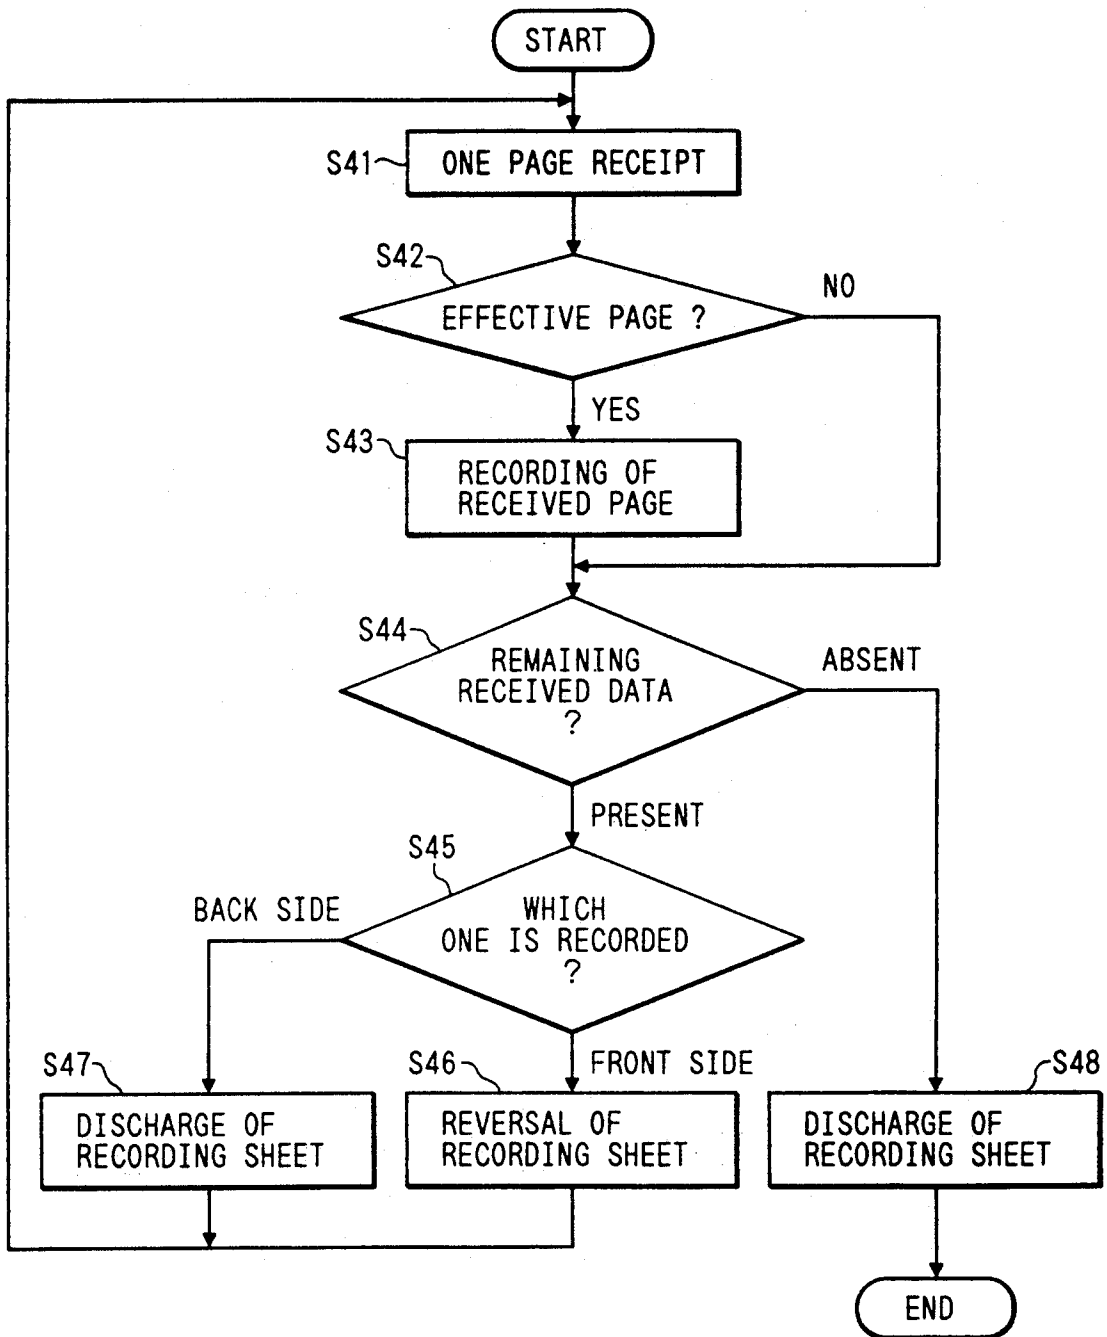 START
S41
ONE PAGE RECEIPT
S42
EFFECTIVE PAGE ?
NO
YES
S43
RECORDING OF
RECEIVED PAGE
S44
REMAINING
RECEIVED DATA
?
ABSENT
PRESENT
S45
WHICH
ONE IS RECORDED
?
BACK SIDE
FRONT SIDE
S47
DISCHARGE OF
RECORDING SHEET
S46
REVERSAL OF
RECORDING SHEET
S48
DISCHARGE OF
RECORDING SHEET
END